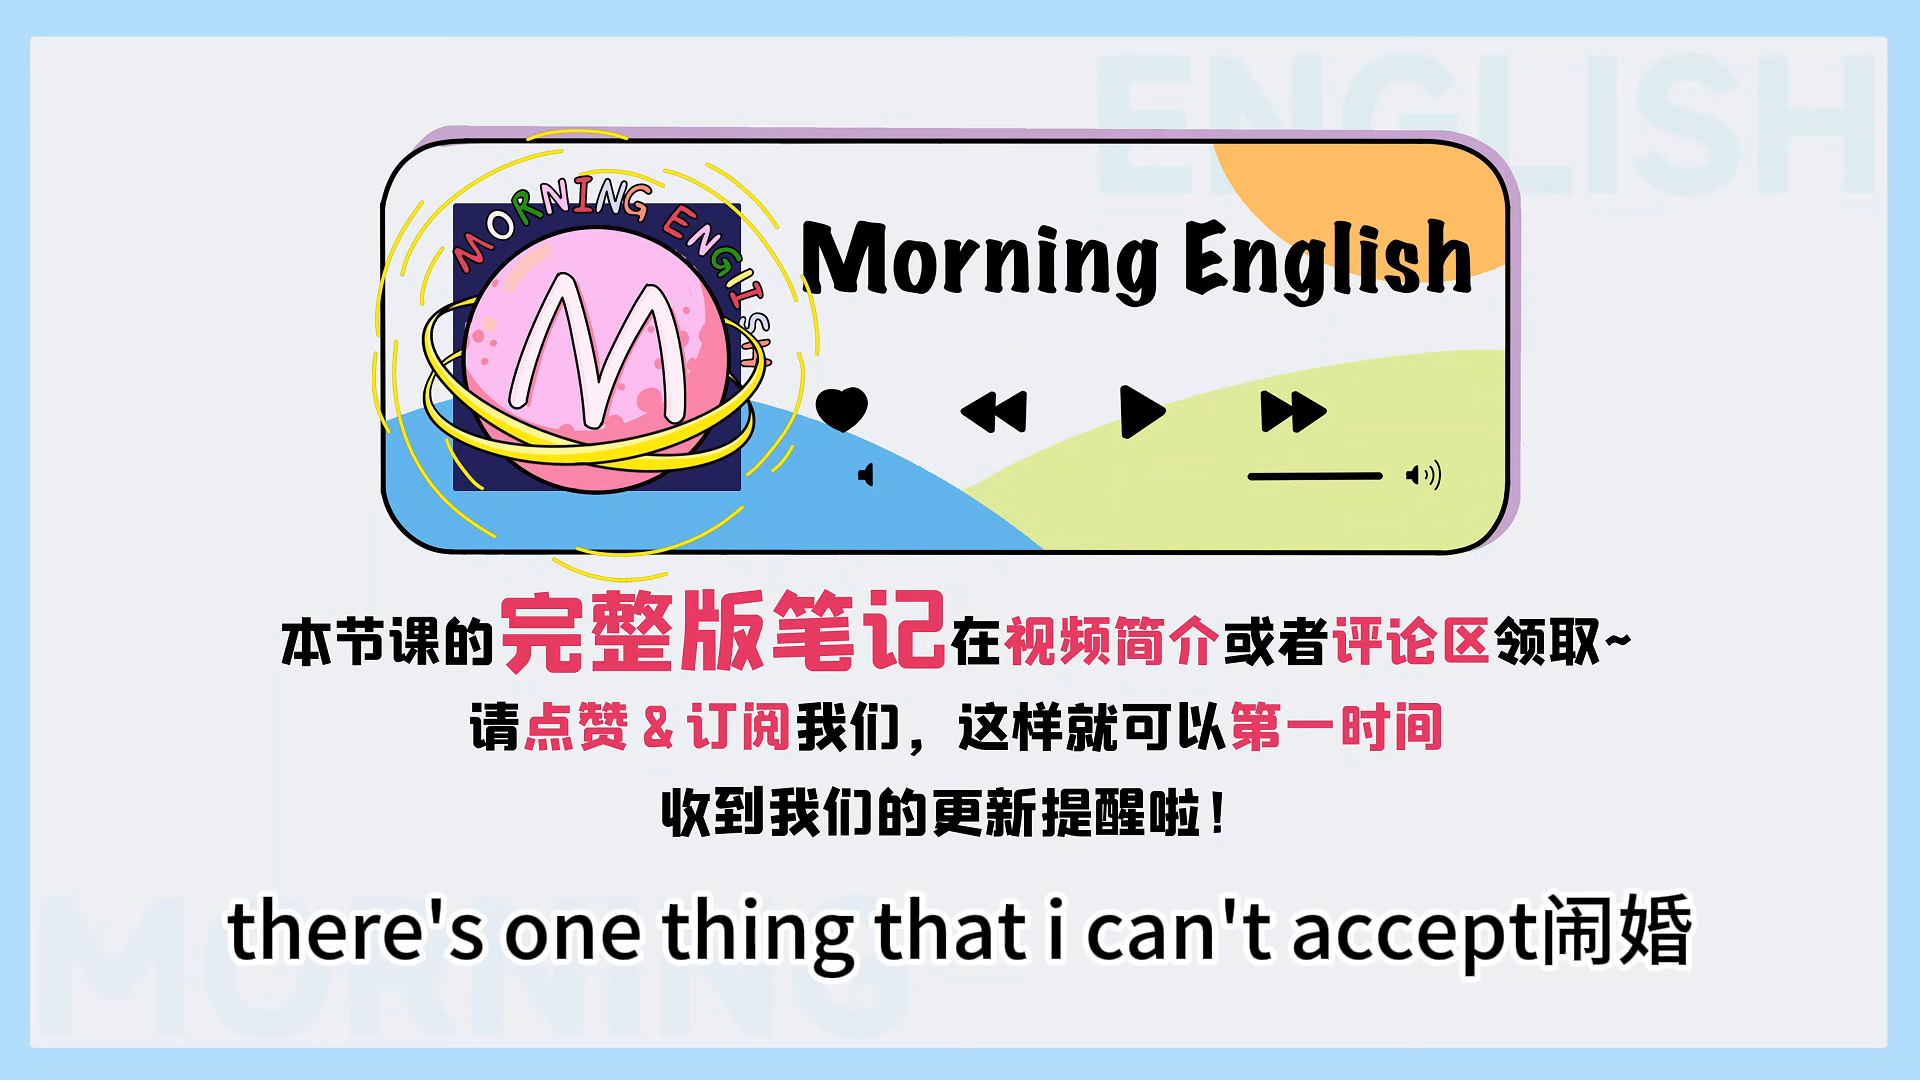 ENGLISH
MORNING ENGLISH
M
Morning English
本节课的完整版笔记在视频简介或者评论区领取~
请点赞&订阅我们，这样就可以第一时间
收到我们的更新提醒啦！
MORNING
there's one thing that i can't accept闹婚